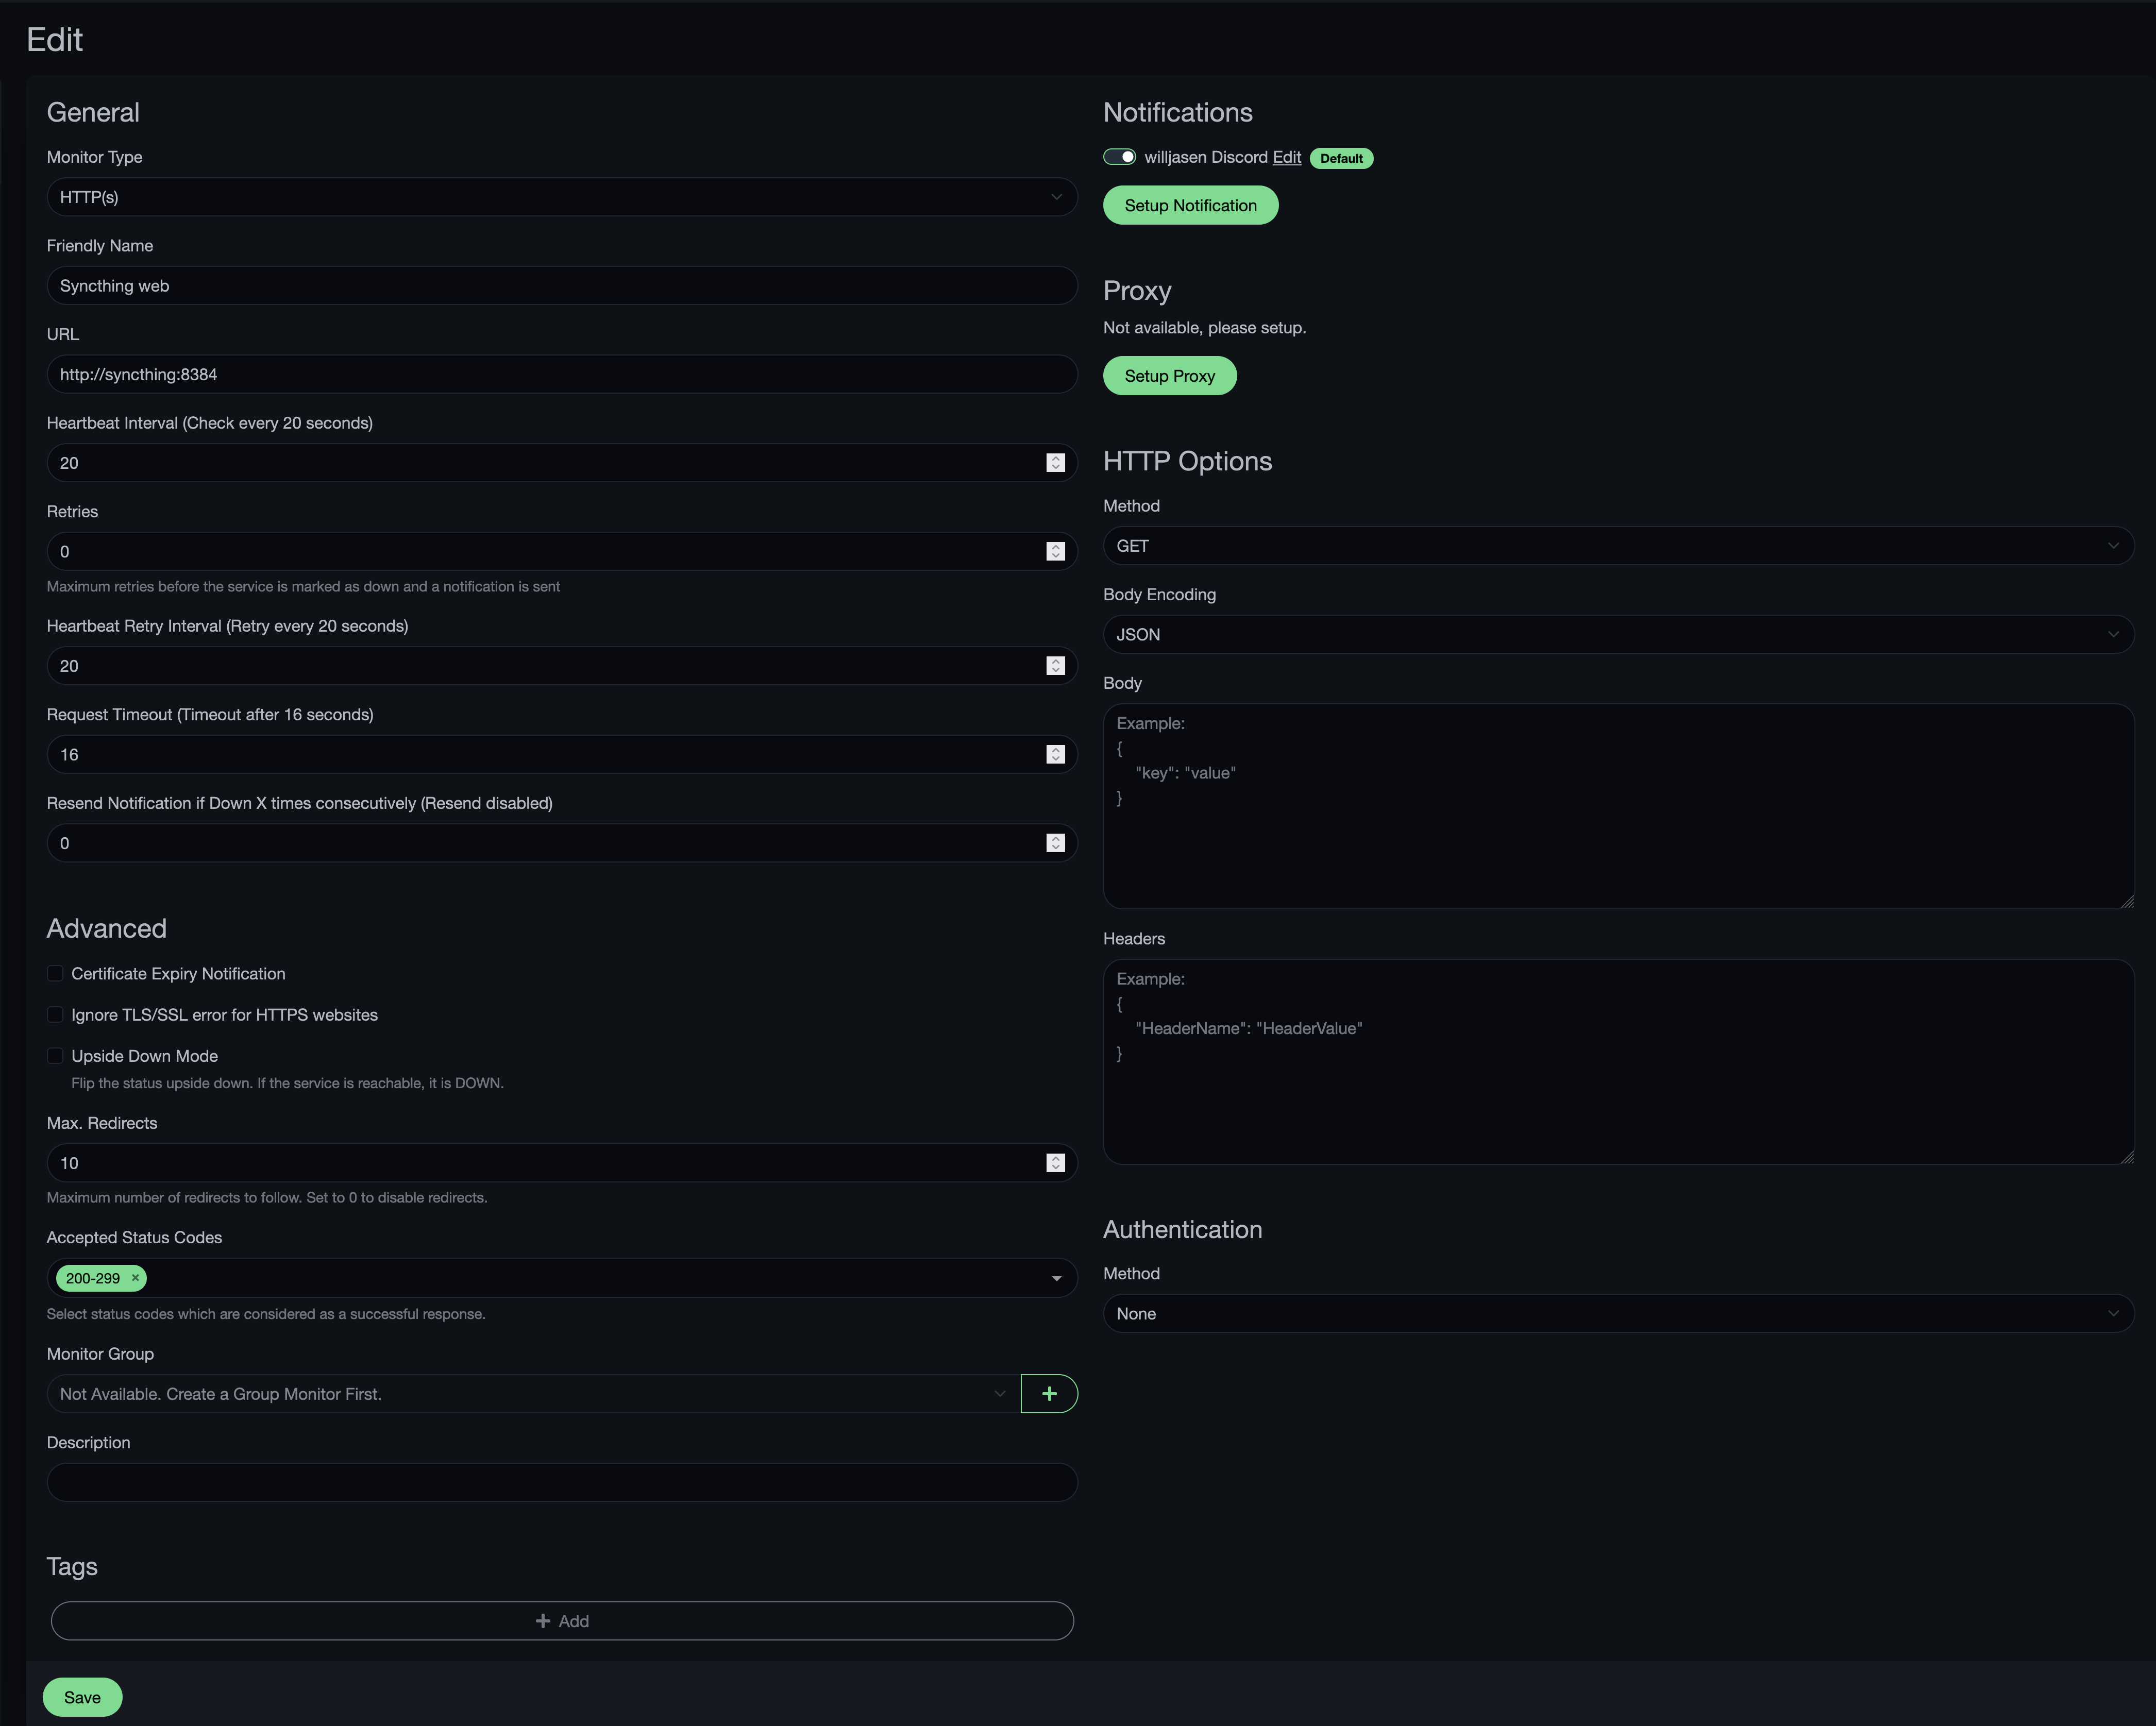 Edit
General
Monitor Type
HTTP(s)
Friendly Name
Syncthing web
URL
http://syncthing:8384
Heartbeat Interval (Check every 20 seconds)
20
Retries
0
Maximum retries before the service is marked as down and a notification is sent
Heartbeat Retry Interval (Retry every 20 seconds)
20
Request Timeout (Timeout after 16 seconds)
16
Resend Notification if Down X times consecutively (Resend disabled)
0
Advanced
Certificate Expiry Notification
Ignore TLS/SSL error for HTTPS websites
Upside Down Mode
Flip the status upside down. If the service is reachable, it is DOWN.
Max. Redirects
10
Maximum number of redirects to follow. Set to 0 to disable redirects.
Accepted Status Codes
200-299 ×
Select status codes which are considered as a successful response.
Monitor Group
Not Available. Create a Group Monitor First.
+
Description
Tags
+ Add
Save
Notifications
willjasen Discord Edit Default
Setup Notification
Proxy
Not available, please setup.
Setup Proxy
HTTP Options
Method
GET
Body Encoding
JSON
Body
Example:
{
"key": "value"
}
Headers
Example:
{
"HeaderName": "HeaderValue"
}
Authentication
Method
None